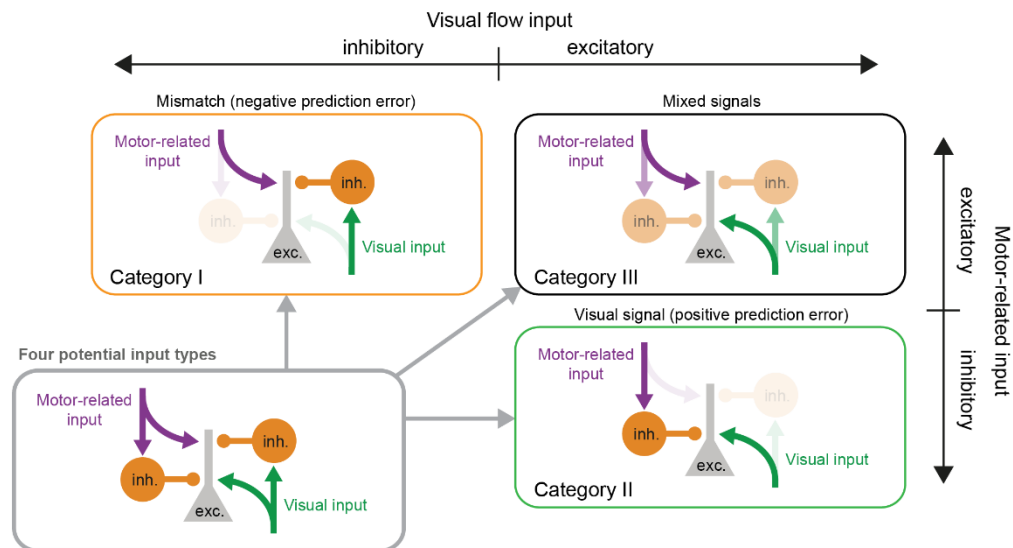 Visual flow input
inhibitory
excitatory
Mismatch (negative prediction error)
Motor-related
input
inh.
inh.
Visual input
exc.
Category I
Mixed signals
Motor-related
input
inh.
inh.
Visual input
exc.
Category III
excitatory
inhibitory
Motor-related input
Four potential input types
Motor-related
input
inh.
inh.
Visual input
exc.
Visual signal (positive prediction error)
Motor-related
input
inh.
inh.
Visual input
exc.
Category II